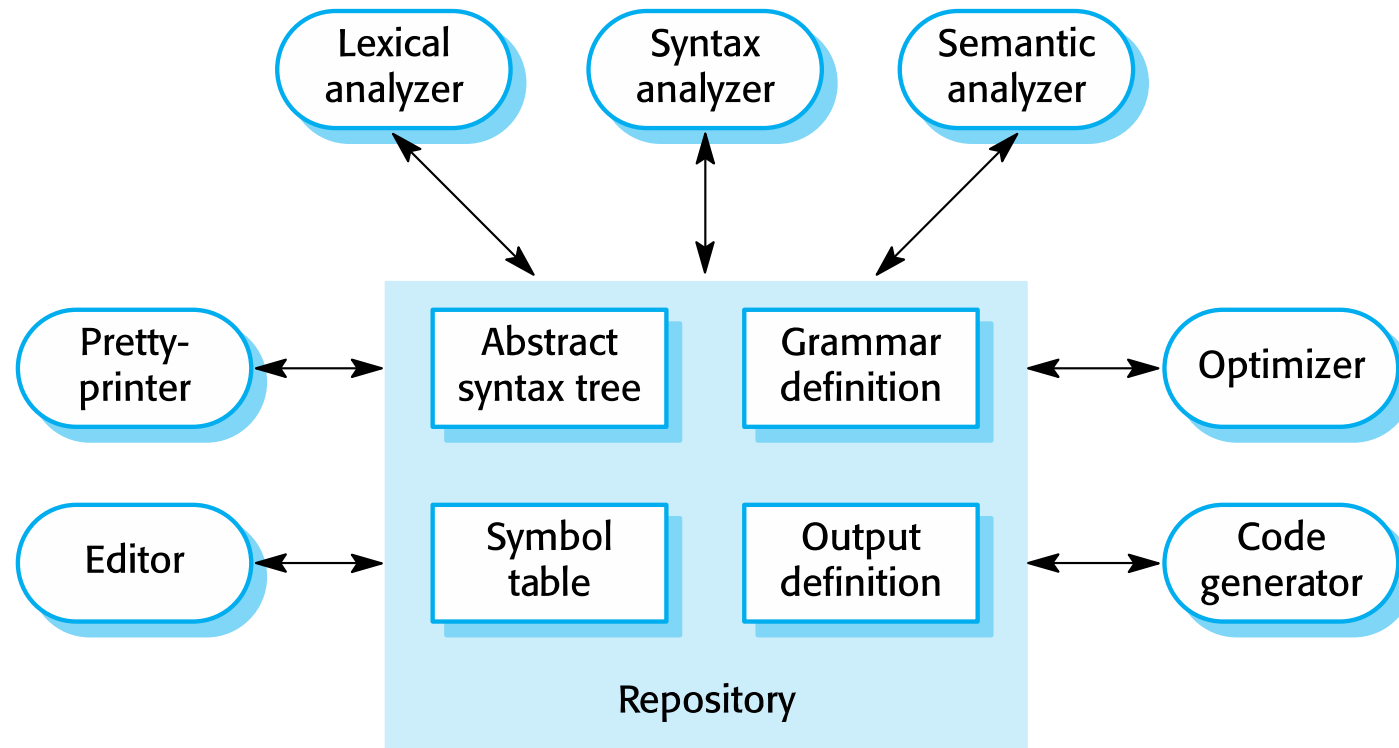 Lexical
analyzer
Syntax
analyzer
Semantic
analyzer
Pretty-
printer
Abstract
syntax tree
Grammar
definition
Optimizer
Editor
Symbol
table
Output
definition
Code
generator
Repository